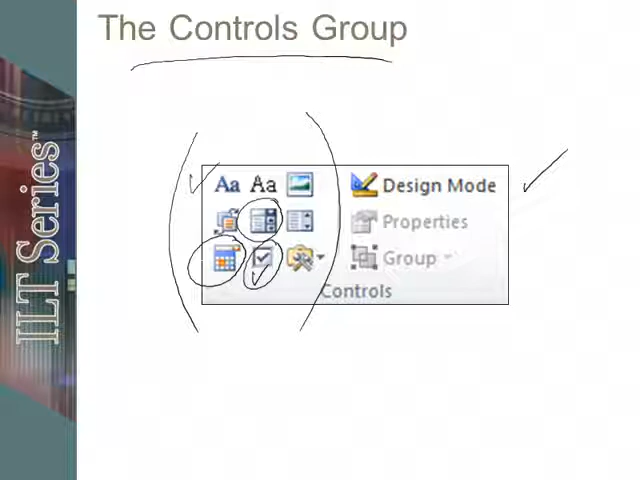 The Controls Group
ILT Series™
Aa Aa Design Mode
Properties
Group
Controls